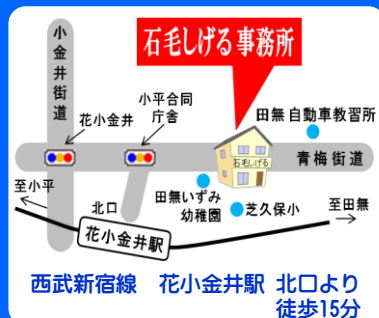 石毛しげる事務所
小金井街道
花小金井
小平合同
庁舎
田無 自動車教習所
石毛しげる
青梅街道
至小平
北口
田無いずみ
幼稚園
芝久保小
至田無
花小金井駅
西武新宿線 花小金井駅 北口より
徒歩15分